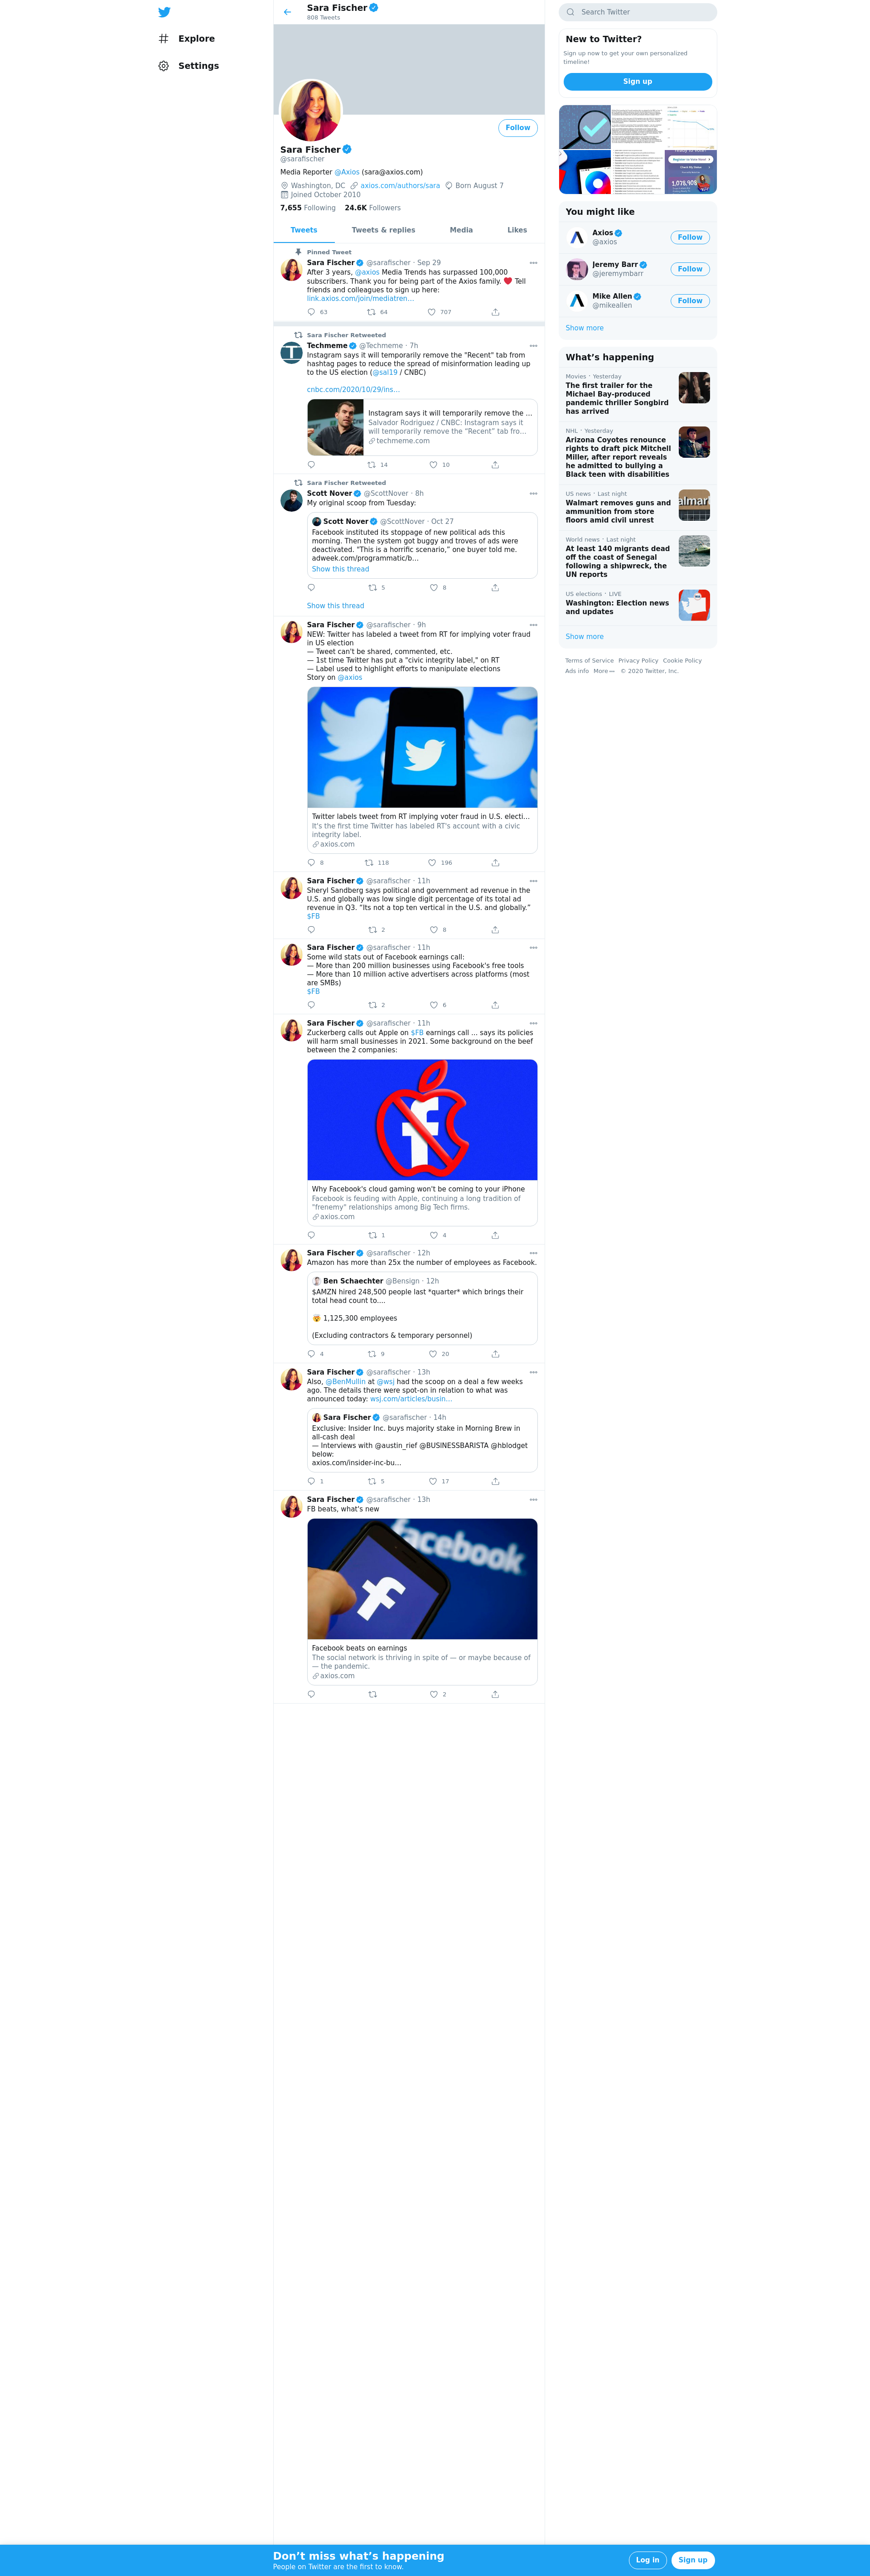 Explore
Settings
Sara Fischer
808 Tweets
Follow
Sara Fischer
@sarafischer
Media Reporter @Axios (sara@axios.com)
Washington, DC axios.com/authors/sara Born August 7
Joined October 2010
7,655 Following 24.6K Followers
Tweets Tweets & replies Media Likes
Pinned Tweet
Sara Fischer @sarafischer · Sep 29
After 3 years, @axios Media Trends has surpassed 100,000
subscribers. Thank you for being part of the Axios family. ❤️ Tell
friends and colleagues to sign up here:
link.axios.com/join/mediatren…
63 64 707
Sara Fischer Retweeted
Techmeme @Techmeme · 7h
Instagram says it will temporarily remove the "Recent" tab from
hashtag pages to reduce the spread of misinformation leading up
to the US election (@sal19 / CNBC)
cnbc.com/2020/10/29/ins…
Instagram says it will temporarily remove the ...
Salvador Rodriguez / CNBC: Instagram says it
will temporarily remove the "Recent" tab fro...
techmeme.com
14 10
Sara Fischer Retweeted
Scott Nover @ScottNover · 8h
My original scoop from Tuesday:
Scott Nover @ScottNover · Oct 27
Facebook instituted its stoppage of new political ads this
morning. Then the system got buggy and troves of ads were
deactivated. "This is a horrific scenario," one buyer told me.
adweek.com/programmatic/b…
Show this thread
5 8
Show this thread
Sara Fischer @sarafischer · 9h
NEW: Twitter has labeled a tweet from RT for implying voter fraud
in US election
— Tweet can't be shared, commented, etc.
— 1st time Twitter has put a "civic integrity label," on RT
— Label used to highlight efforts to manipulate elections
Story on @axios
Twitter labels tweet from RT implying voter fraud in U.S. electi...
It's the first time Twitter has labeled RT's account with a civic
integrity label.
axios.com
8 118 196
Sara Fischer @sarafischer · 11h
Sheryl Sandberg says political and government ad revenue in the
U.S. and globally was low single digit percentage of its total ad
revenue in Q3. "Its not a top ten vertical in the U.S. and globally."
$FB
2 8
Sara Fischer @sarafischer · 11h
Some wild stats out of Facebook earnings call:
— More than 200 million businesses using Facebook's free tools
— More than 10 million active advertisers across platforms (most
are SMBs)
$FB
2 6
Sara Fischer @sarafischer · 11h
Zuckerberg calls out Apple on $FB earnings call ... says its policies
will harm small businesses in 2021. Some background on the beef
between the 2 companies:
Why Facebook's cloud gaming won't be coming to your iPhone
Facebook is feuding with Apple, continuing a long tradition of
"frenemy" relationships among Big Tech firms.
axios.com
1 4
Sara Fischer @sarafischer · 12h
Amazon has more than 25x the number of employees as Facebook.
Ben Schaechter @Bensign · 12h
$AMZN hired 248,500 people last *quarter* which brings their
total head count to....
🤯 1,125,300 employees
(Excluding contractors & temporary personnel)
4 9 20
Sara Fischer @sarafischer · 13h
Also, @BenMullin at @wsj had the scoop on a deal a few weeks
ago. The details there were spot-on in relation to what was
announced today: wsj.com/articles/busin…
Sara Fischer @sarafischer · 14h
Exclusive: Insider Inc. buys majority stake in Morning Brew in
all-cash deal
— Interviews with @austin_rief @BUSINESSBARISTA @hblodget
below:
axios.com/insider-inc-bu…
1 5 17
Sara Fischer @sarafischer · 13h
FB beats, what's new
facebook
Facebook beats on earnings
The social network is thriving in spite of — or maybe because of
— the pandemic.
axios.com
2
Search Twitter
New to Twitter?
Sign up now to get your own personalized
timeline!
Sign up
Register to Vote Now
1,076,905
You might like
Axios
@axios
Follow
Jeremy Barr
@jeremymbarr
Follow
Mike Allen
@mikeallen
Follow
Show more
What's happening
Movies · Yesterday
The first trailer for the
Michael Bay-produced
pandemic thriller Songbird
has arrived
NHL · Yesterday
Arizona Coyotes renounce
rights to draft pick Mitchell
Miller, after report reveals
he admitted to bullying a
Black teen with disabilities
US news · Last night
Walmart removes guns and
ammunition from store
floors amid civil unrest
World news · Last night
At least 140 migrants dead
off the coast of Senegal
following a shipwreck, the
UN reports
US elections · LIVE
Washington: Election news
and updates
Show more
Terms of Service Privacy Policy Cookie Policy
Ads info More © 2020 Twitter, Inc.
Don't miss what's happening
People on Twitter are the first to know.
Log in Sign up